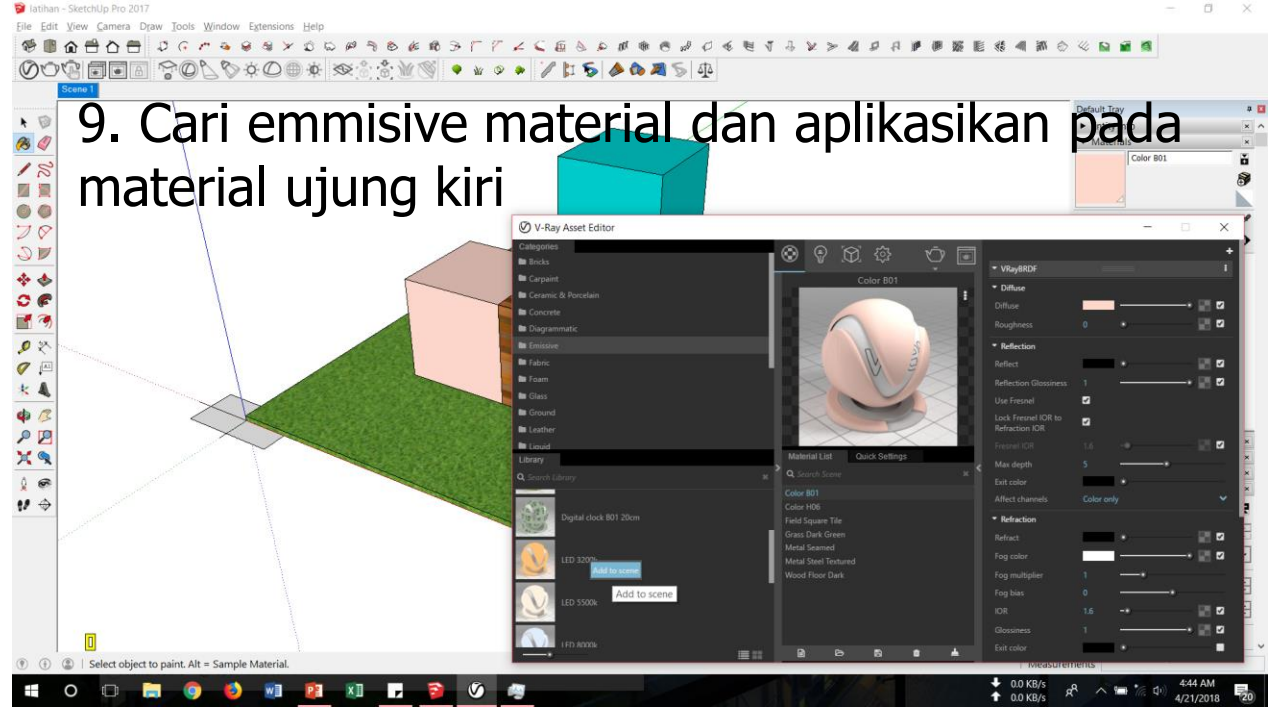 latihan - SketchUp Pro 2017
File Edit View Camera Draw Tools Window Extensions Help
Scene 1
9. Cari emmisive material dan aplikasikan pada
material ujung kiri
Default Tray
Materials
Color B01
V-Ray Asset Editor
Categories
Bricks
Carpaint
Ceramic & Porcelain
Concrete
Diagrammatic
Emissive
Fabric
Foam
Glass
Ground
Leather
Liquid
Library
Search Library
Digital clock B01 20cm
LED 3200k
Add to scene
Add to scene
LED 5500k
LED 8000k
Color B01
Material List Quick Settings
Search Scene
Color B01
Color H06
Field Square Tile
Grass Dark Green
Metal Seamed
Metal Steel Textured
Wood Floor Dark
VRayBRDF
Diffuse
Diffuse
Roughness 0
Reflection
Reflect
Reflection Glossiness 1
Use Fresnel
Lock Fresnel IOR to
Refraction IOR
Fresnel IOR 1.6
Max depth 5
Exit color
Affect channels Color only
Refraction
Refract
Fog color
Fog multiplier 1
Fog bias 0
IOR 1.6
Glossiness 1
Exit color
Select object to paint. Alt = Sample Material.
Measurements
0.0 KB/s
0.0 KB/s
4:44 AM
4/21/2018
20